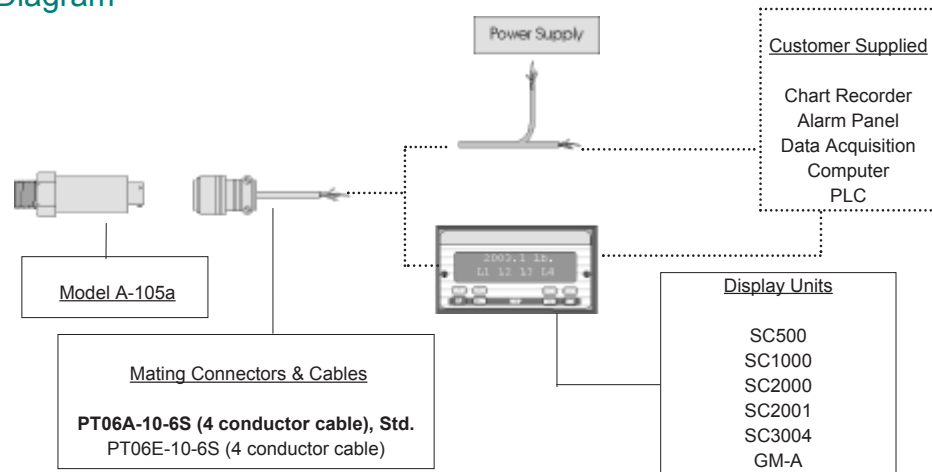 Diagram
Power Supply
Customer Supplied
Chart Recorder
Alarm Panel
Data Acquisition
Computer
PLC
2003.1 lb.
L1 L2 L3 L4
Model A-105a
Mating Connectors & Cables
PT06A-10-6S (4 conductor cable), Std.
PT06E-10-6S (4 conductor cable)
Display Units
SC500
SC1000
SC2000
SC2001
SC3004
GM-A